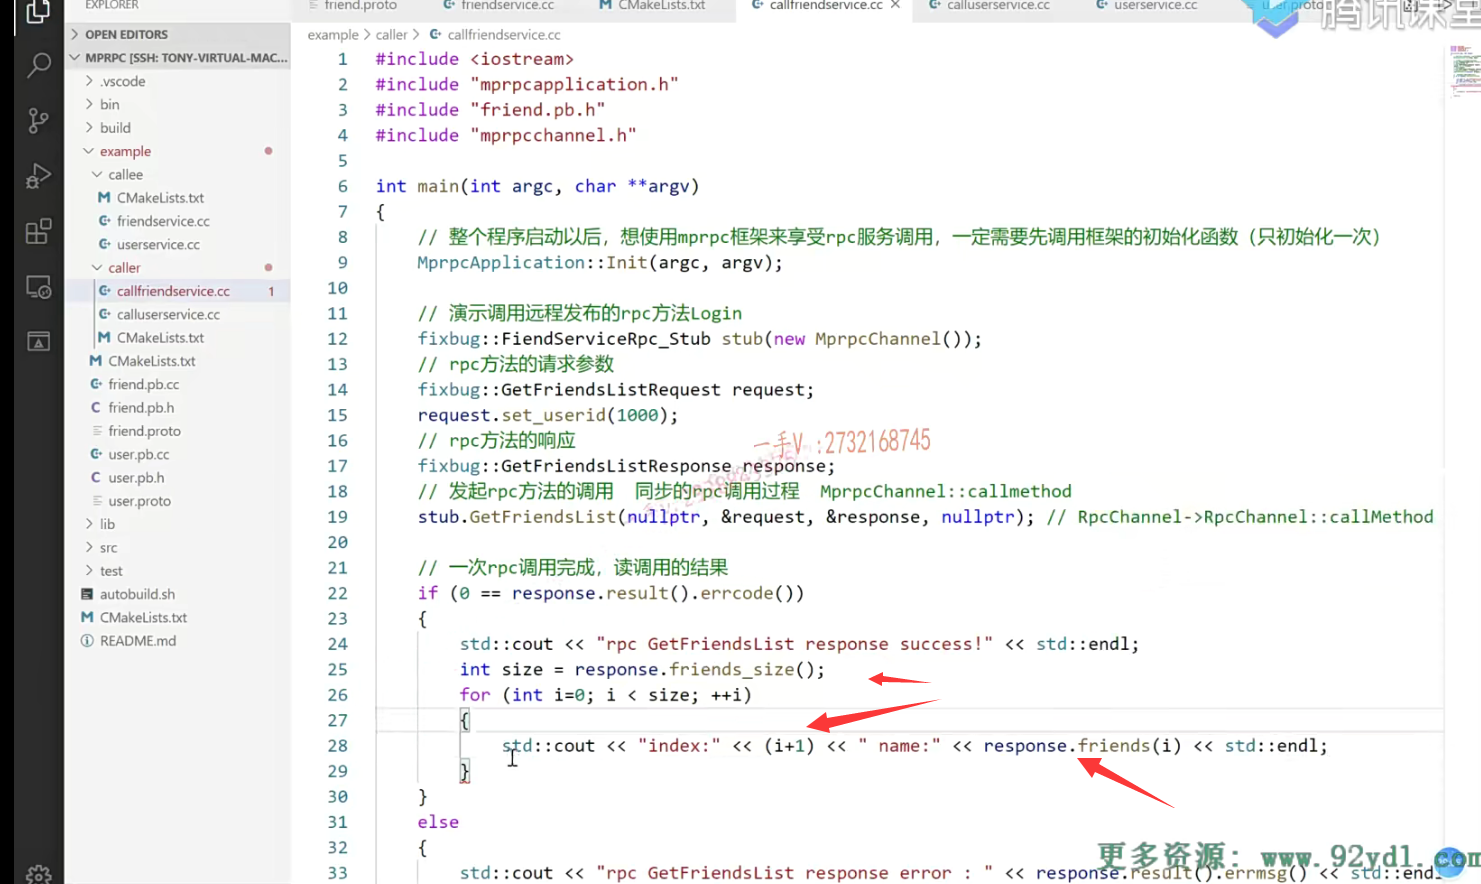 EXPLORER
friend.proto
friendservice.cc
CMakeLists.txt
callfriendservice.cc
calluserservice.cc
userservice.cc
user.proto
腾讯课堂
OPEN EDITORS
MPRPC [SSH: TONY-VIRTUAL-MAC...
.vscode
bin
build
example
callee
CMakeLists.txt
friendservice.cc
userservice.cc
caller
callfriendservice.cc 1
calluserservice.cc
CMakeLists.txt
CMakeLists.txt
friend.pb.cc
friend.pb.h
friend.proto
user.pb.cc
user.pb.h
user.proto
lib
src
test
autobuild.sh
CMakeLists.txt
README.md
example > caller > callfriendservice.cc
1 #include <iostream>
2 #include "mprpcapplication.h"
3 #include "friend.pb.h"
4 #include "mprpcchannel.h"
5
6 int main(int argc, char **argv)
7 {
8 // 整个程序启动以后，想使用mprpc框架来享受rpc服务调用，一定需要先调用框架的初始化函数（只初始化一次）
9 MprpcApplication::Init(argc, argv);
10
11 // 演示调用远程发布的rpc方法Login
12 fixbug::FiendServiceRpc_Stub stub(new MprpcChannel());
13 // rpc方法的请求参数
14 fixbug::GetFriendsListRequest request;
15 request.set_userid(1000);
16 // rpc方法的响应
一手V :2732168745
17 fixbug::GetFriendsListResponse response;
18 // 发起rpc方法的调用 同步的rpc调用过程 MprpcChannel::callmethod
19 stub.GetFriendsList(nullptr, &request, &response, nullptr); // RpcChannel->RpcChannel::callMethod
20
21 // 一次rpc调用完成，读调用的结果
22 if (0 == response.result().errcode())
23 {
24 std::cout << "rpc GetFriendsList response success!" << std::endl;
25 int size = response.friends_size();
26 for (int i=0; i < size; ++i)
27 {
28 std::cout << "index:" << (i+1) << " name:" << response.friends(i) << std::endl;
29 }
30 }
31 else
32 {
33 std::cout << "rpc GetFriendsList response error : " << response.result().errmsg() << std::endl
更多资源: www.92ydl.com